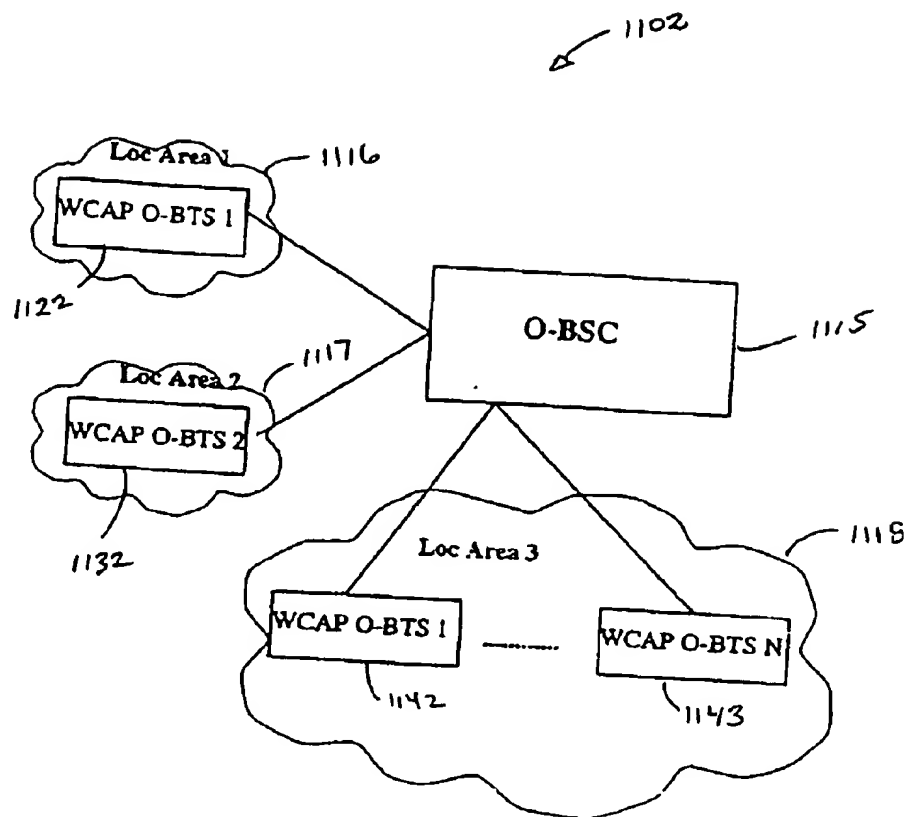 1102
Loc Area 1
1116
WCAP O-BTS 1
1122
O-BSC
1115
1117
Loc Area 2
WCAP O-BTS 2
1132
1118
Loc Area 3
WCAP O-BTS 1
WCAP O-BTS N
1142
1143